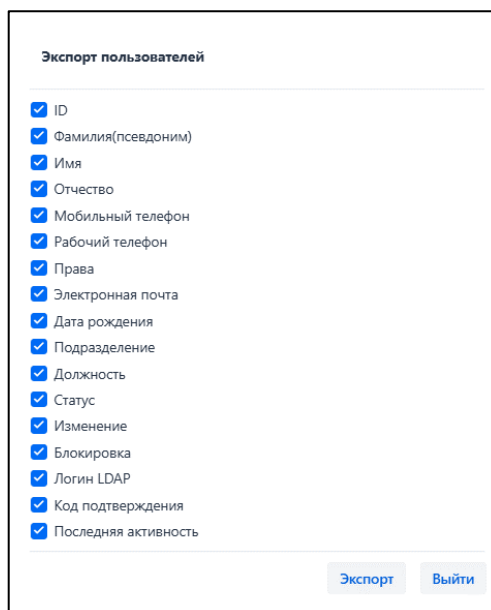 Экспорт пользователей
ID
Фамилия(псевдоним)
Имя
Отчество
Мобильный телефон
Рабочий телефон
Права
Электронная почта
Дата рождения
Подразделение
Должность
Статус
Изменение
Блокировка
Логин LDAP
Код подтверждения
Последняя активность
Экспорт Выйти